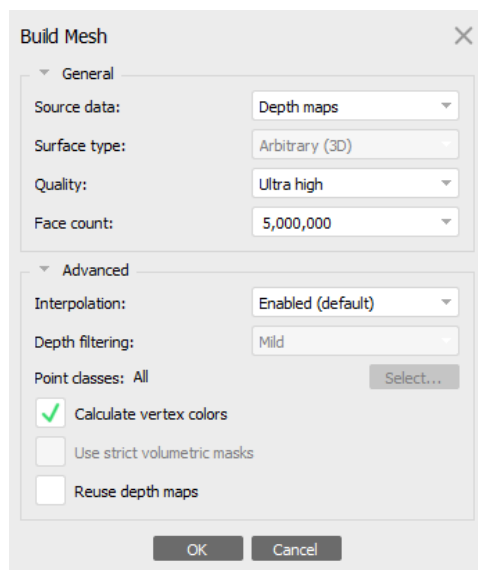 Build Mesh
General
Source data: Depth maps
Surface type: Arbitrary (3D)
Quality: Ultra high
Face count: 5,000,000
Advanced
Interpolation: Enabled (default)
Depth filtering: Mild
Point classes: All Select...
Calculate vertex colors
Use strict volumetric masks
Reuse depth maps
OK Cancel